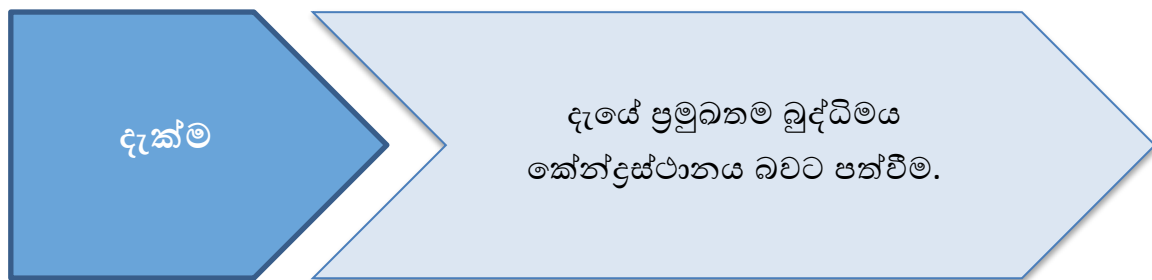 දැක්ම
දැයේ ප්‍රමුඛතම බුද්ධිමය
කේන්ද්‍රස්ථානය බවට පත්වීම.